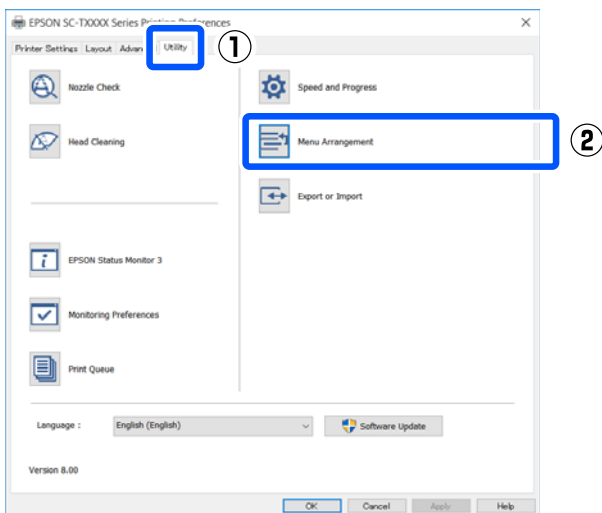 EPSON SC-TXXXX Series Printing Preferences
Printer Settings Layout Advan Utility ①
Nozzle Check
Speed and Progress
Head Cleaning
Menu Arrangement ②
Export or Import
EPSON Status Monitor 3
Monitoring Preferences
Print Queue
Language : English (English) Software Update
Version 8.00
OK Cancel Apply Help